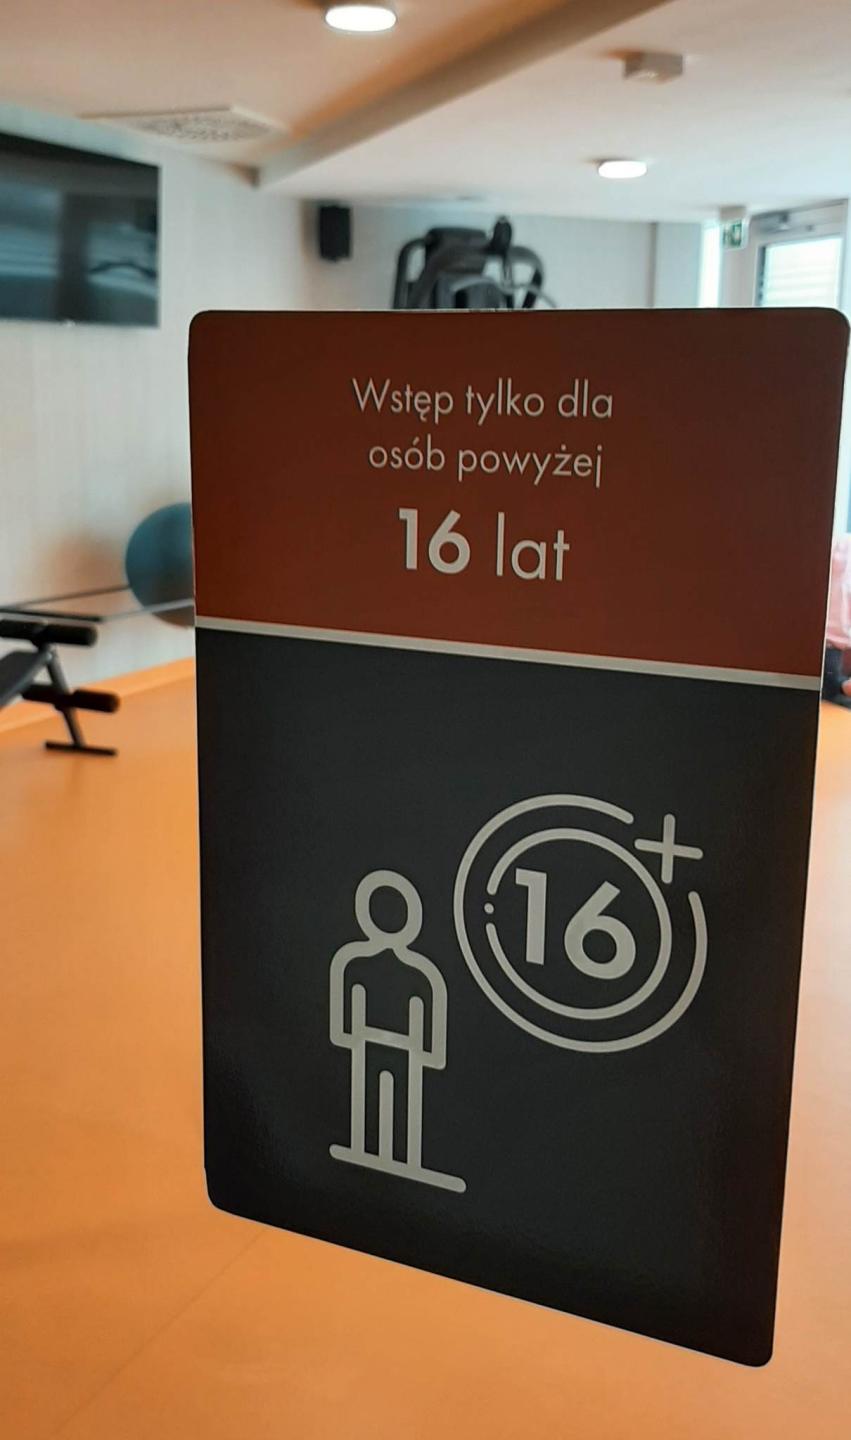 Wstęp tylko dla
osób powyżej
16 lat
16+